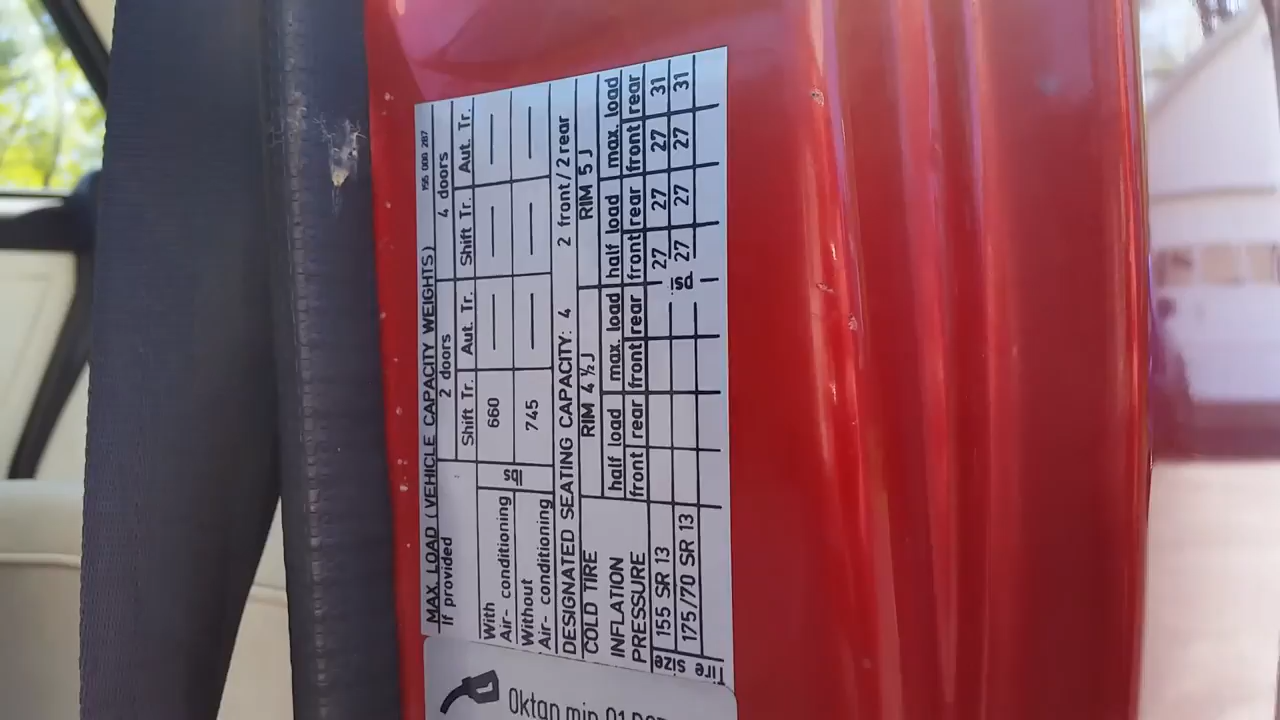 155 000 287
MAX. LOAD (VEHICLE CAPACITY WEIGHTS)
If provided 2 doors 4 doors
Shift Tr. Aut. Tr. Shift Tr. Aut. Tr.
With
Air- conditioning lbs 660 — — —
Without
Air- conditioning 745 — — —
DESIGNATED SEATING CAPACITY: 4 2 front/2 rear
COLD TIRE RIM 4 ½ J RIM 5 J
INFLATION half load max. load half load max. load
PRESSURE front rear front rear front rear front rear
Tire size
155 SR 13 27 27 27 31
175/70 SR 13 27 27 27 31
psi
Oktan min.